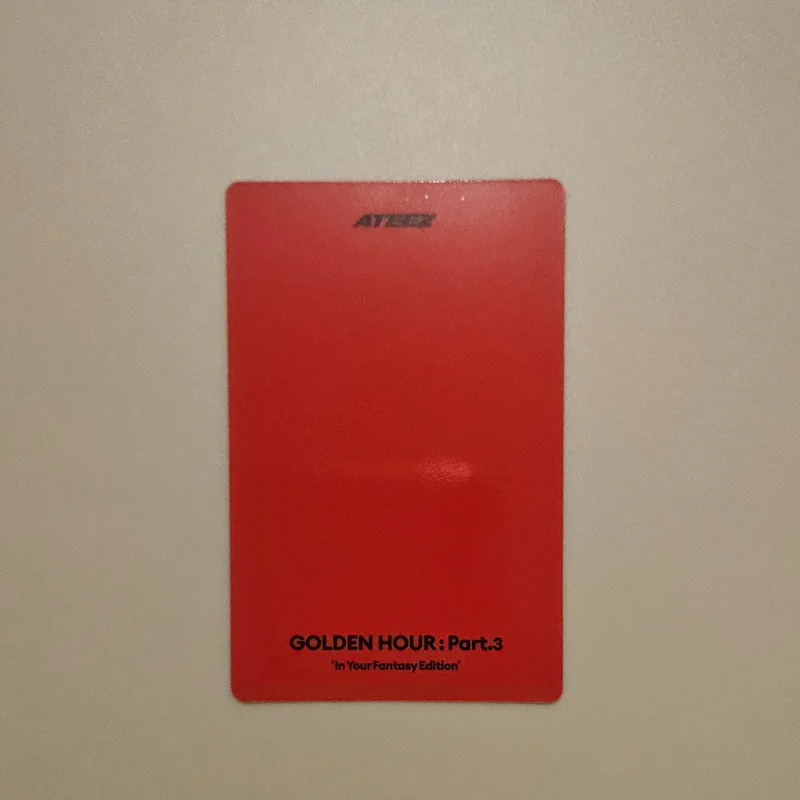 ATEEZ
GOLDEN HOUR : Part.3
'In Your Fantasy Edition'